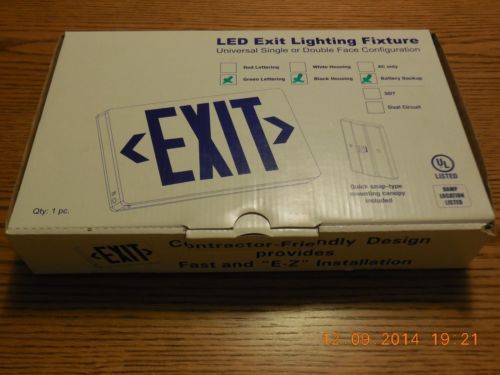 LED Exit Lighting Fixture
Universal Single or Double Face Configuration
Red Lettering White Housing AC only
Green Lettering Black Housing Battery Backup
SDT
Dual Circuit
EXIT
UL
LISTED
Quick snap-type
mounting canopy
included
DAMP
LOCATION
LISTED
Qty: 1 pc.
EXIT
Contractor-Friendly Design
provides
Fast and "E-Z" Installation
12 09 2014 19 21